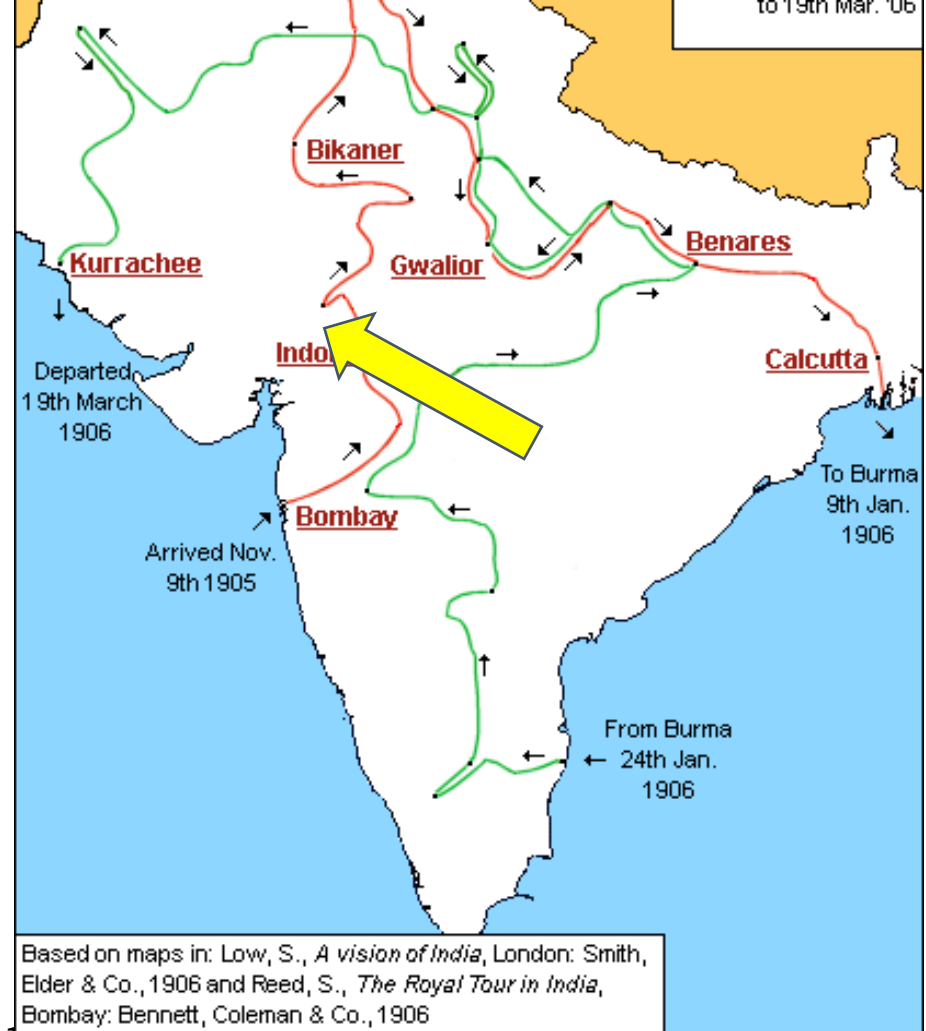 to 19th Mar. '06
Bikaner
Kurrachee
Gwalior
Benares
Departed
19th March
1906
Calcutta
Bombay
Arrived Nov.
9th 1905
To Burma
9th Jan.
1906
From Burma
24th Jan.
1906
Based on maps in: Low, S., A vision of India, London: Smith,
Elder & Co., 1906 and Reed, S., The Royal Tour in India,
Bombay: Bennett, Coleman & Co., 1906